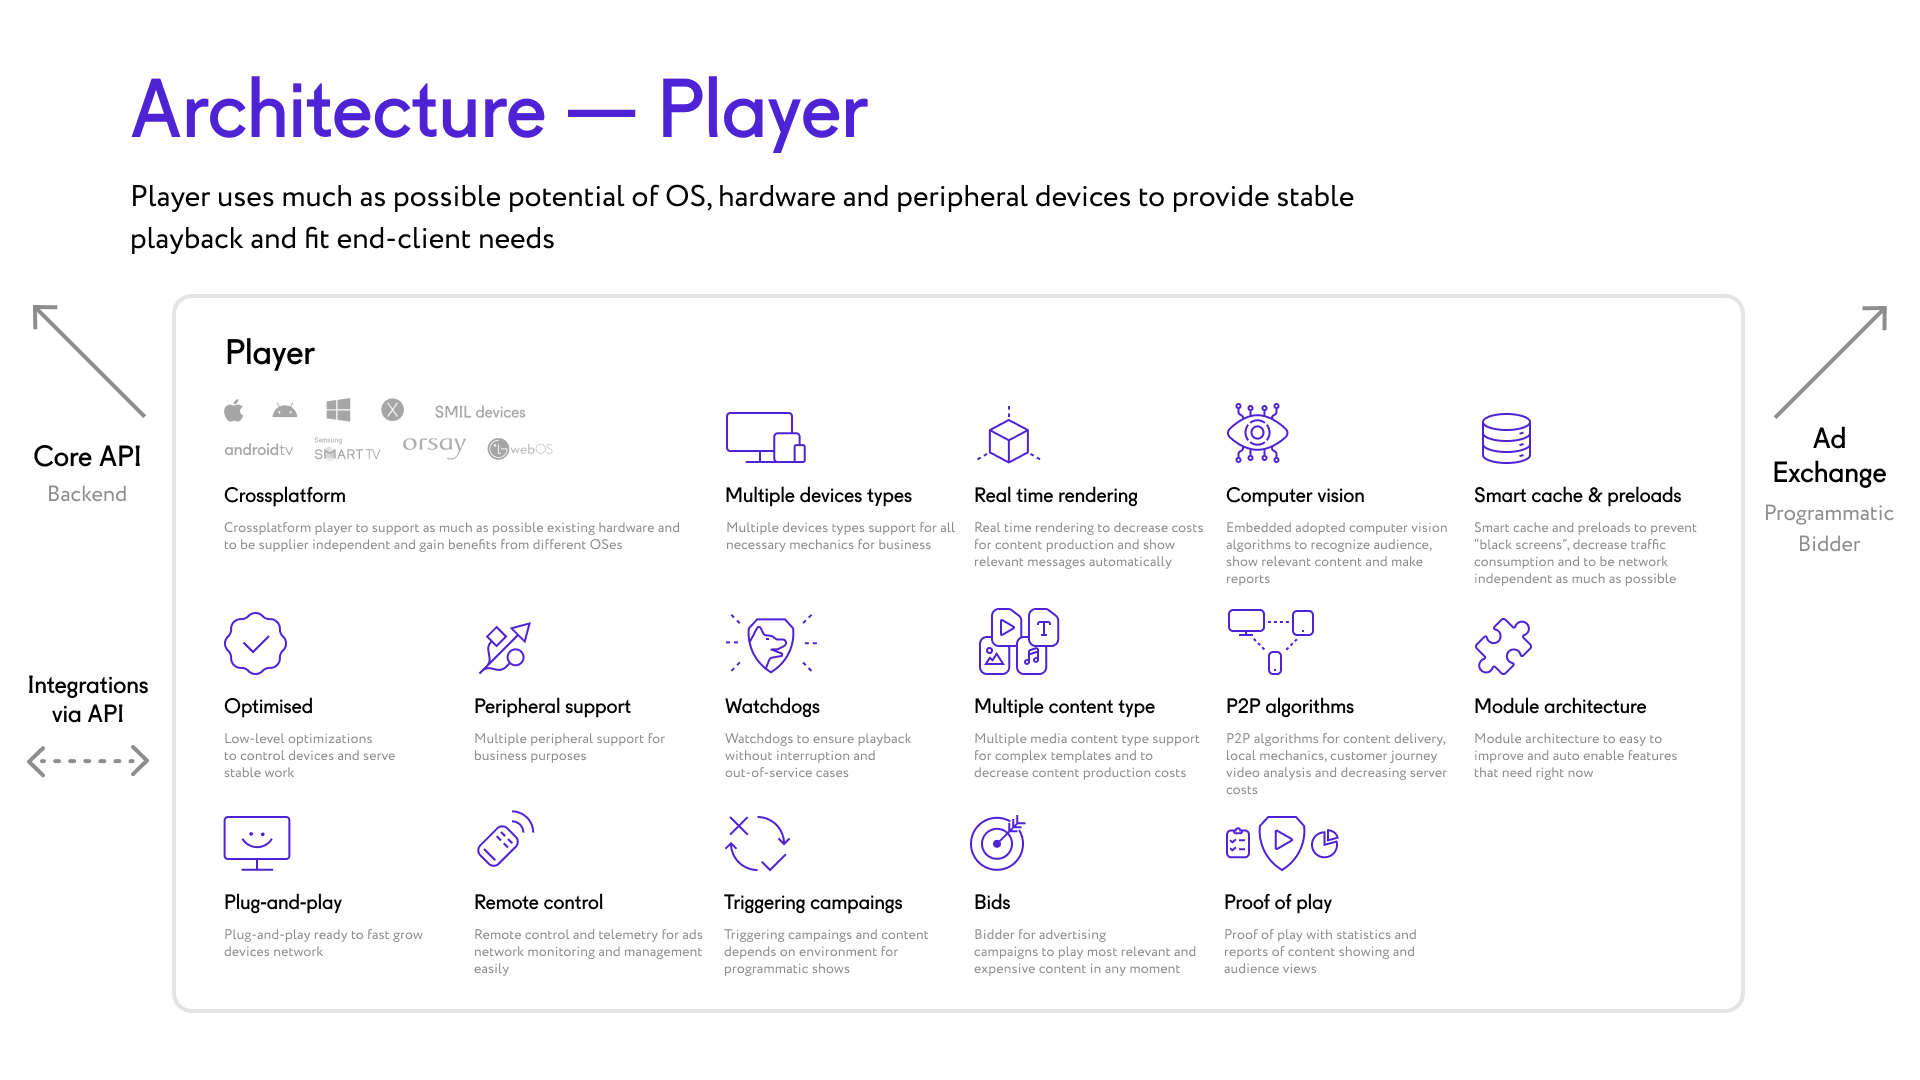 Architecture — Player
Player uses much as possible potential of OS, hardware and peripheral devices to provide stable
playback and fit end-client needs
Core API
Backend
Integrations
via API
Ad
Exchange
Programmatic
Bidder
Player
X
SMIL devices
androidtv
Samsung
SMART TV
orsay
LG webOS
Crossplatform
Crossplatform player to support as much as possible existing hardware and
to be supplier independent and gain benefits from different OSes
Multiple devices types
Multiple devices types support for all
necessary mechanics for business
Real time rendering
Real time rendering to decrease costs
for content production and show
relevant messages automatically
Computer vision
Embedded adopted computer vision
algorithms to recognize audience,
show relevant content and make
reports
Smart cache & preloads
Smart cache and preloads to prevent
"black screens", decrease traffic
consumption and to be network
independent as much as possible
Optimised
Low-level optimizations
to control devices and serve
stable work
Peripheral support
Multiple peripheral support for
business purposes
Watchdogs
Watchdogs to ensure playback
without interruption and
out-of-service cases
T
Multiple content type
Multiple media content type support
for complex templates and to
decrease content production costs
P2P algorithms
P2P algorithms for content delivery,
local mechanics, customer journey
video analysis and decreasing server
costs
Module architecture
Module architecture to easy to
improve and auto enable features
that need right now
Plug-and-play
Plug-and-play ready to fast grow
devices network
Remote control
Remote control and telemetry for ads
network monitoring and management
easily
Triggering campaings
Triggering campaings and content
depends on environment for
programmatic shows
Bids
Bidder for advertising
campaigns to play most relevant and
expensive content in any moment
Proof of play
Proof of play with statistics and
reports of content showing and
audience views